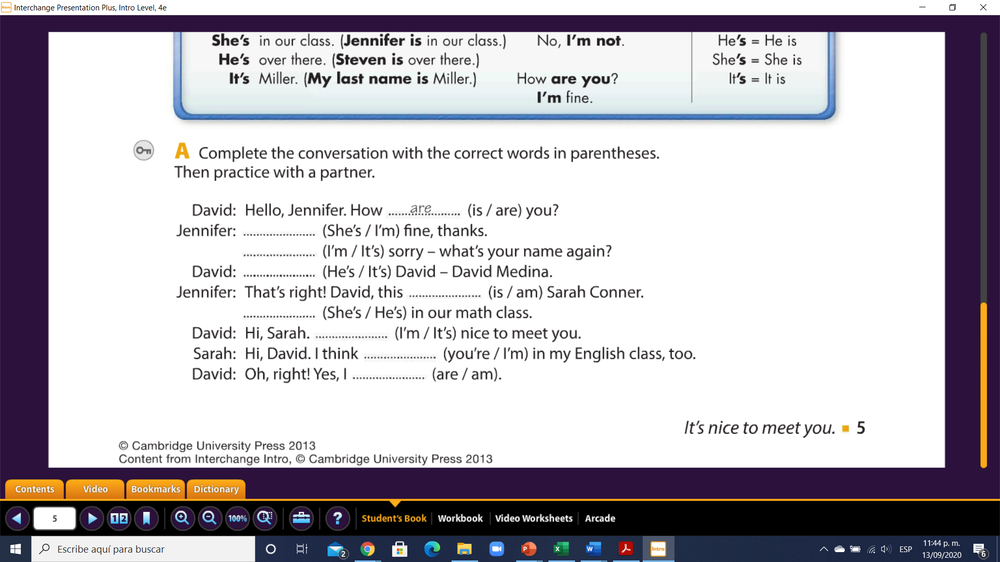 Interchange Presentation Plus, Intro Level, 4e
She's in our class. (Jennifer is in our class.) No, I'm not. He's = He is
He's over there. (Steven is over there.) She's = She is
It's Miller. (My last name is Miller.) How are you? It's = It is
I'm fine.
A Complete the conversation with the correct words in parentheses.
Then practice with a partner.
David: Hello, Jennifer. How ........are........ (is / are) you?
Jennifer: ...................... (She's / I'm) fine, thanks.
...................... (I'm / It's) sorry – what's your name again?
David: ...................... (He's / It's) David – David Medina.
Jennifer: That's right! David, this ...................... (is / am) Sarah Conner.
...................... (She's / He's) in our math class.
David: Hi, Sarah. ...................... (I'm / It's) nice to meet you.
Sarah: Hi, David. I think ...................... (you're / I'm) in my English class, too.
David: Oh, right! Yes, I ...................... (are / am).
It's nice to meet you. ▪ 5
© Cambridge University Press 2013
Content from Interchange Intro, © Cambridge University Press 2013
Contents Video Bookmarks Dictionary
5 12 100% ? Student's Book Workbook Video Worksheets Arcade
Escribe aquí para buscar 2 Intro ESP 11:44 p. m.
13/09/2020 6